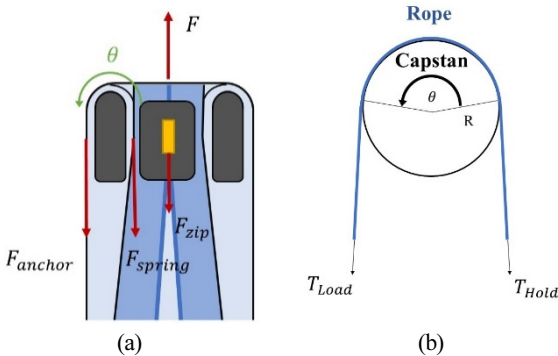 F
θ
F_anchor
F_spring
F_zip
(a)
Rope
Capstan
θ
R
T_Load
T_Hold
(b)